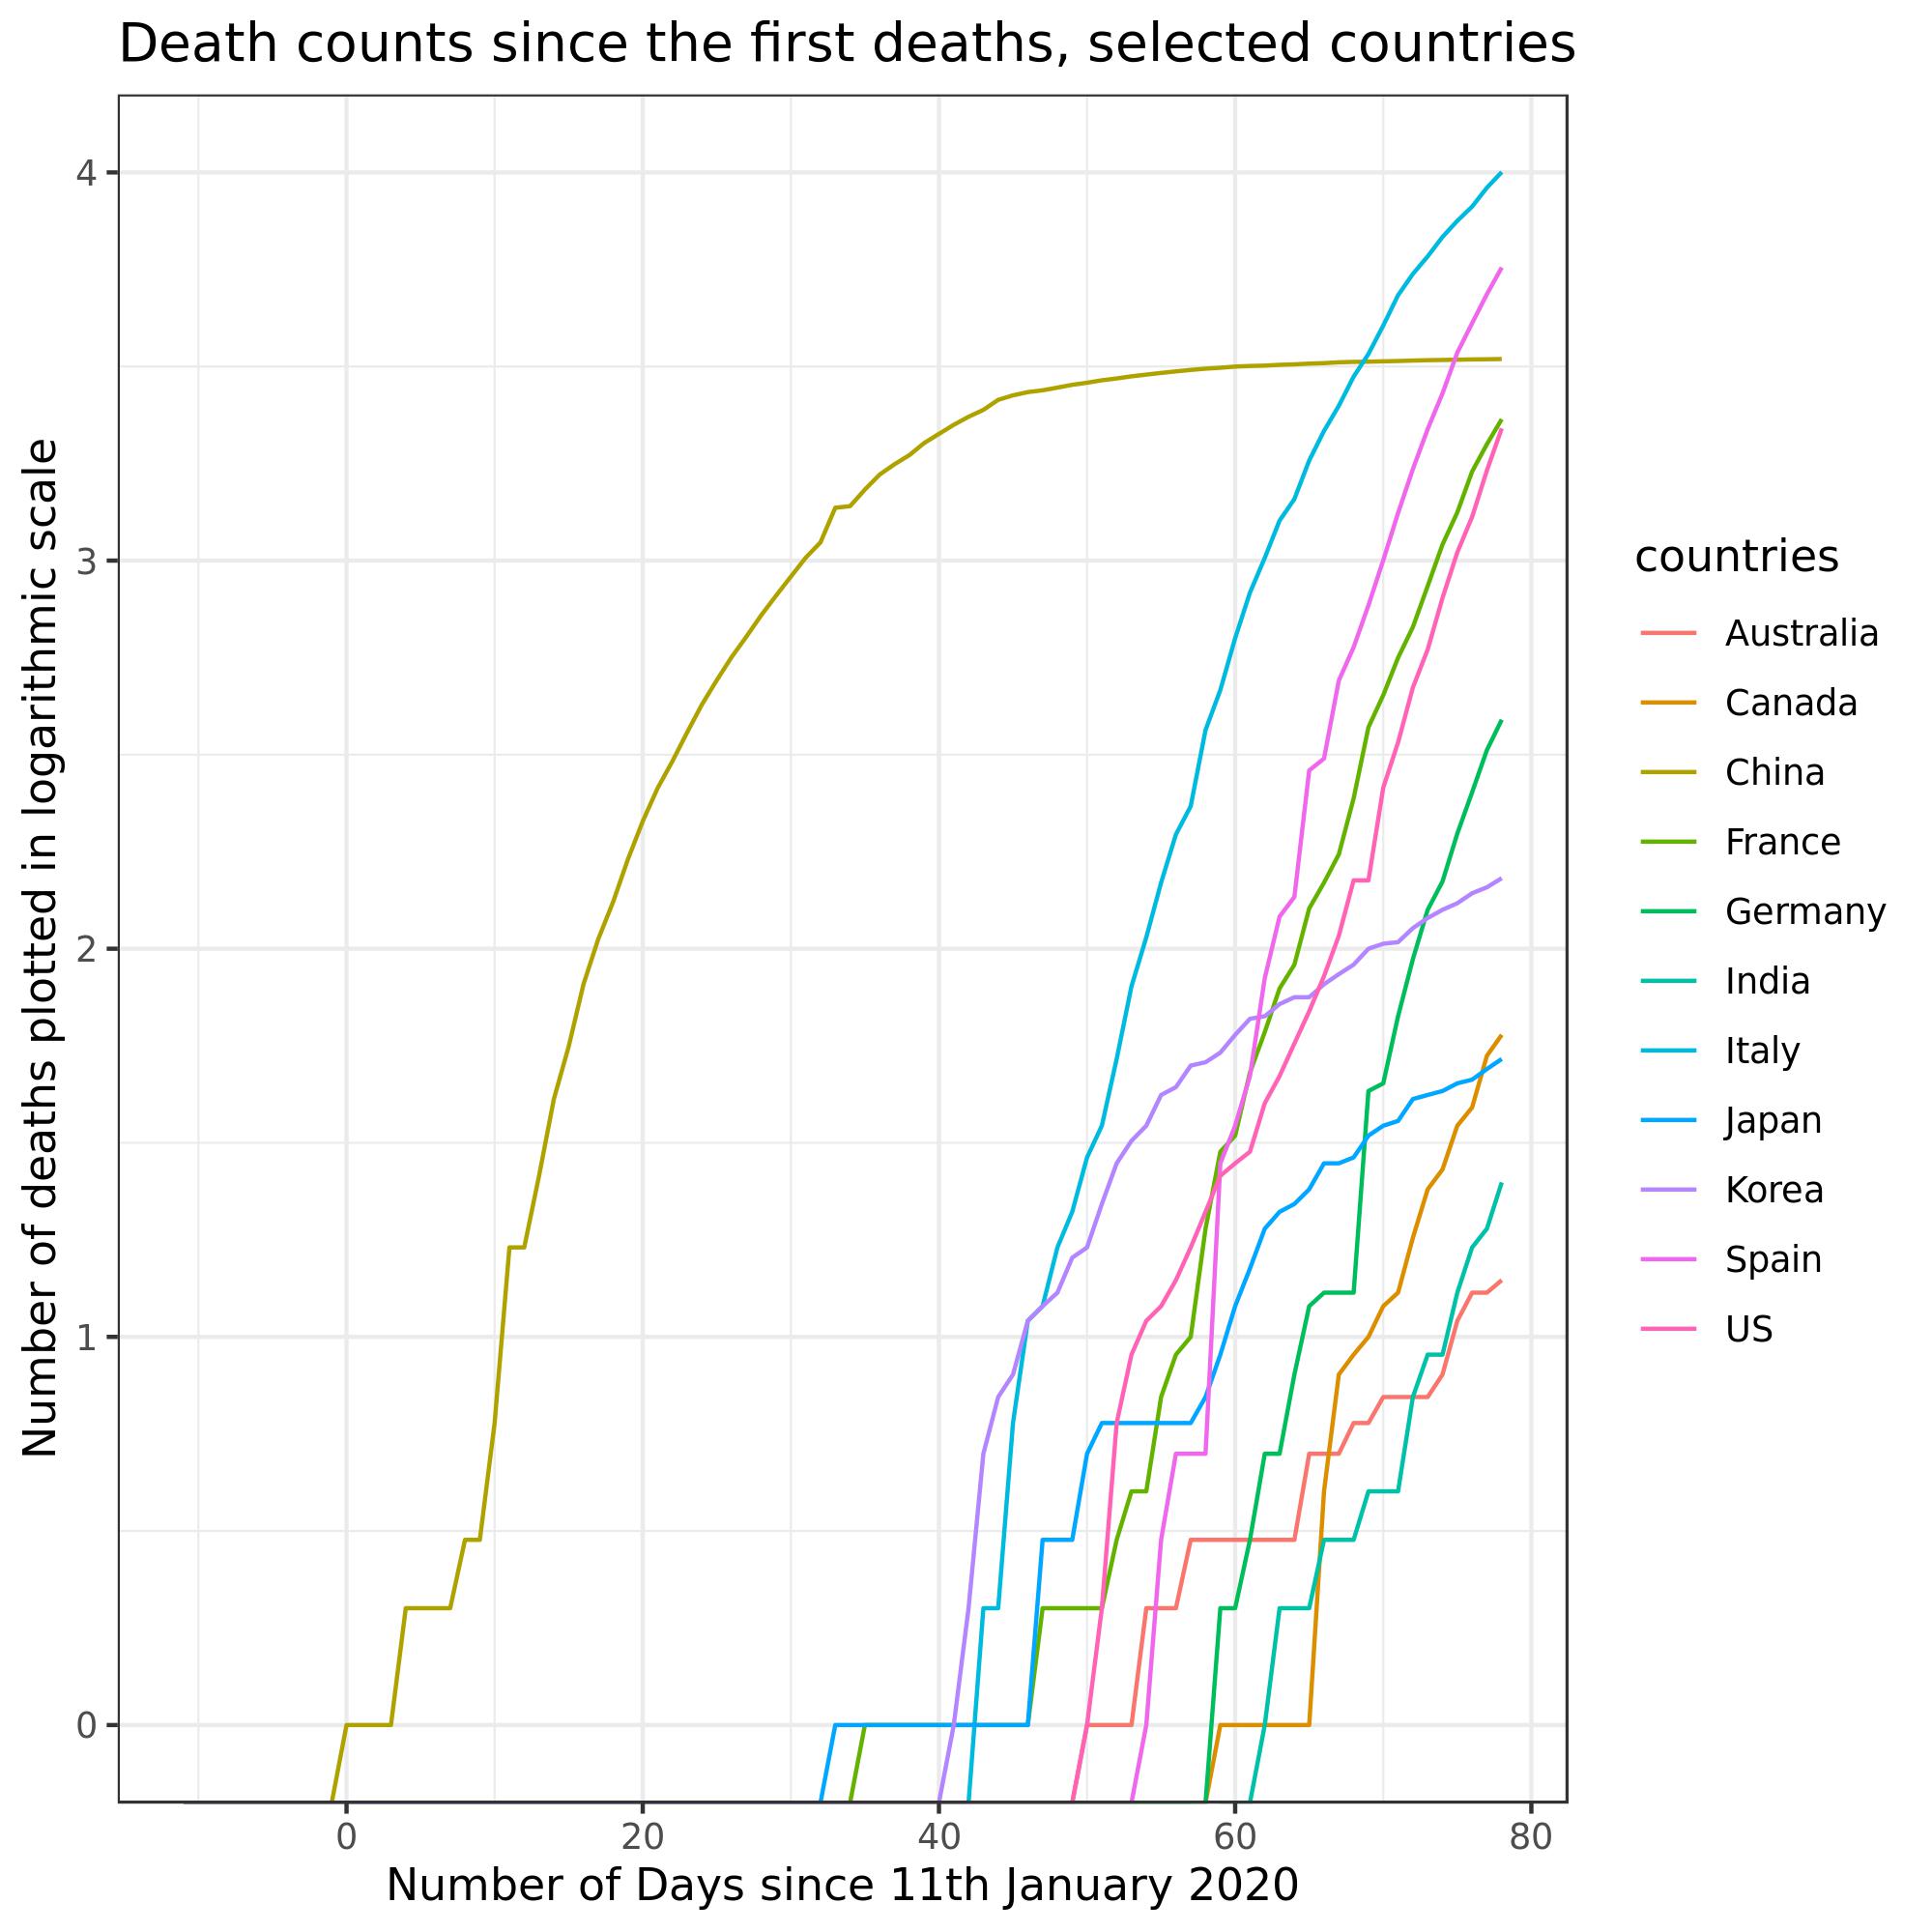 Death counts since the first deaths, selected countries
Number of deaths plotted in logarithmic scale
4
3
2
1
0
0 20 40 60 80
Number of Days since 11th January 2020
countries
Australia
Canada
China
France
Germany
India
Italy
Japan
Korea
Spain
US